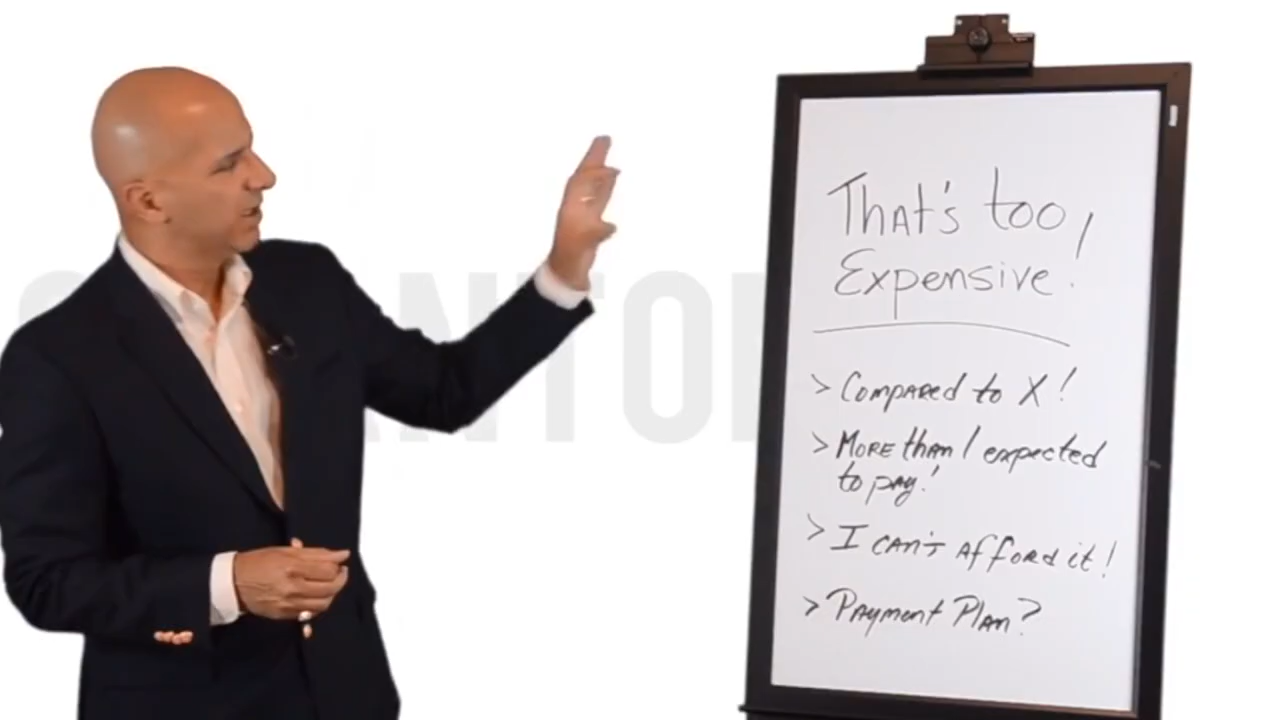 That's too,
Expensive!
> Compared to X!
> More than I expected
to pay!
> I can't afford it!
> Payment Plan?